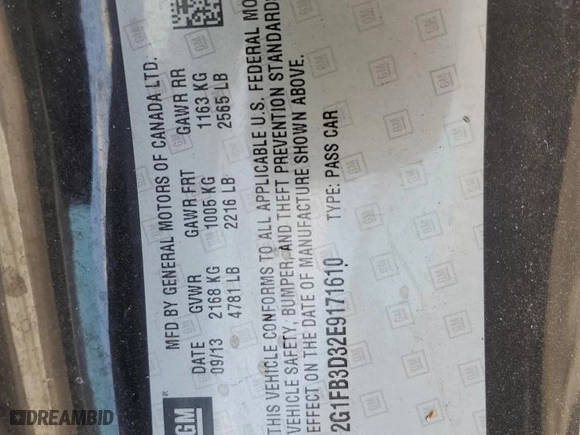 GM
MFD BY GENERAL MOTORS OF CANADA LTD.
DATE GVWR GAWR FRT GAWR RR
09/13 2168 KG 1005 KG 1163 KG
4781 LB 2216 LB 2565 LB
THIS VEHICLE CONFORMS TO ALL APPLICABLE U.S. FEDERAL MO
VEHICLE SAFETY, BUMPER, AND THEFT PREVENTION STANDARDS
EFFECT ON THE DATE OF MANUFACTURE SHOWN ABOVE.
2G1FB3D32E9171610 TYPE: PASS CAR
DREAMBID